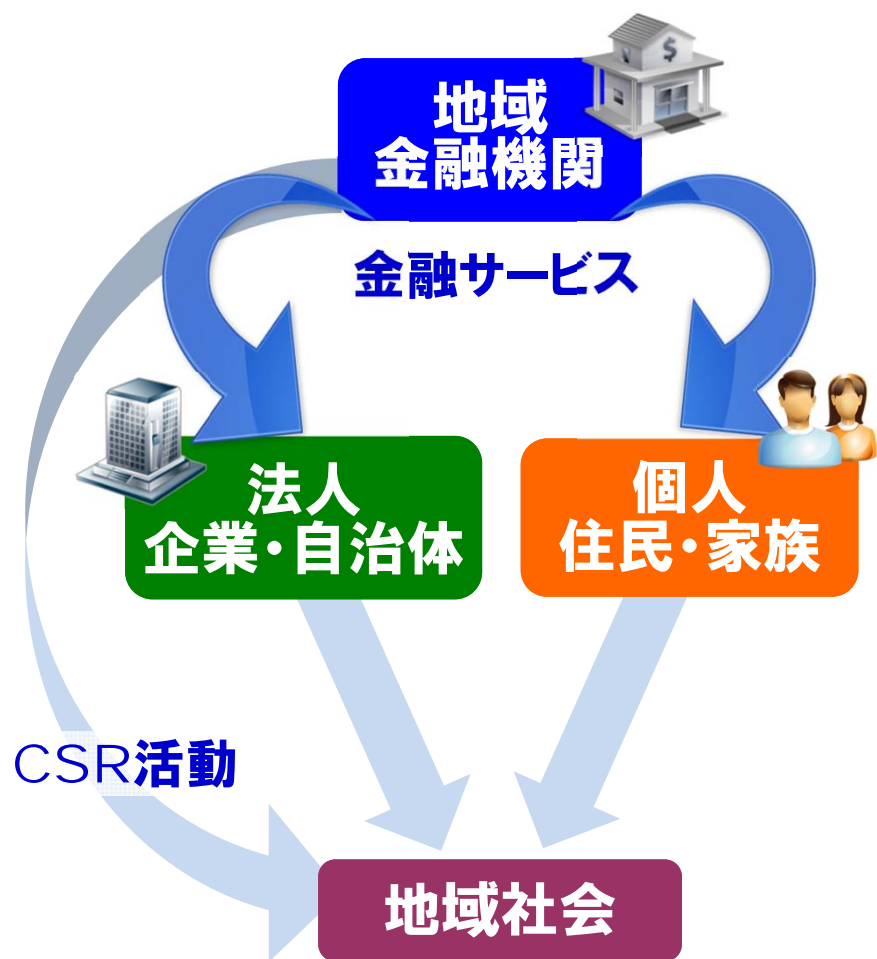 地域
金融機関
金融サービス
法人
企業・自治体
個人
住民・家族
CSR活動
地域社会